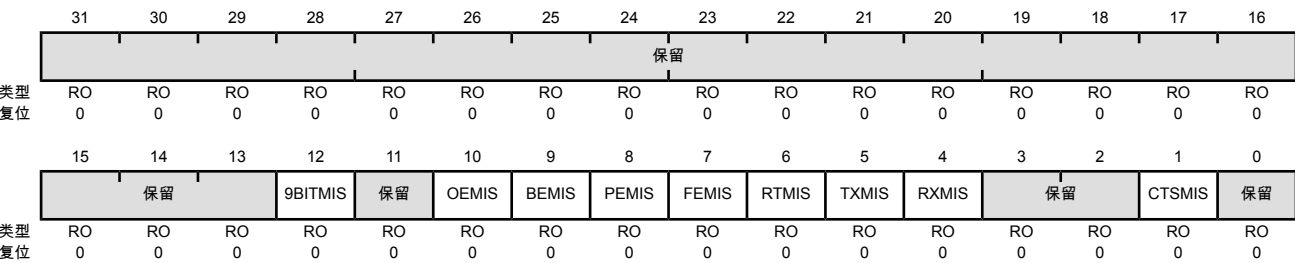 31 30 29 28 27 26 25 24 23 22 21 20 19 18 17 16
保留
类型 RO RO RO RO RO RO RO RO RO RO RO RO RO RO RO RO
复位 0 0 0 0 0 0 0 0 0 0 0 0 0 0 0 0
15 14 13 12 11 10 9 8 7 6 5 4 3 2 1 0
保留 9BITMIS 保留 OEMIS BEMIS PEMIS FEMIS RTMIS TXMIS RXMIS 保留 CTSMIS 保留
类型 RO RO RO RO RO RO RO RO RO RO RO RO RO RO RO RO
复位 0 0 0 0 0 0 0 0 0 0 0 0 0 0 0 0